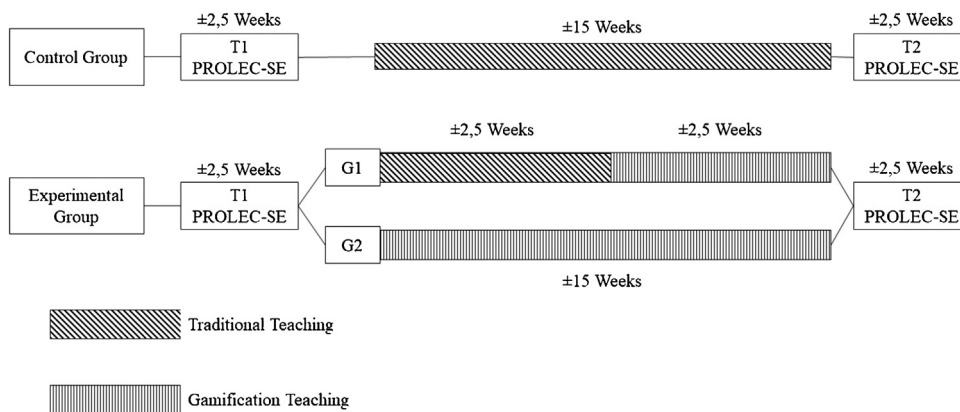 ±2,5 Weeks
±15 Weeks
±2,5 Weeks
Control Group
T1
PROLEC-SE
T2
PROLEC-SE
±2,5 Weeks
±2,5 Weeks
±2,5 Weeks
±2,5 Weeks
G1
Experimental
Group
T1
PROLEC-SE
T2
PROLEC-SE
G2
±15 Weeks
Traditional Teaching
Gamification Teaching